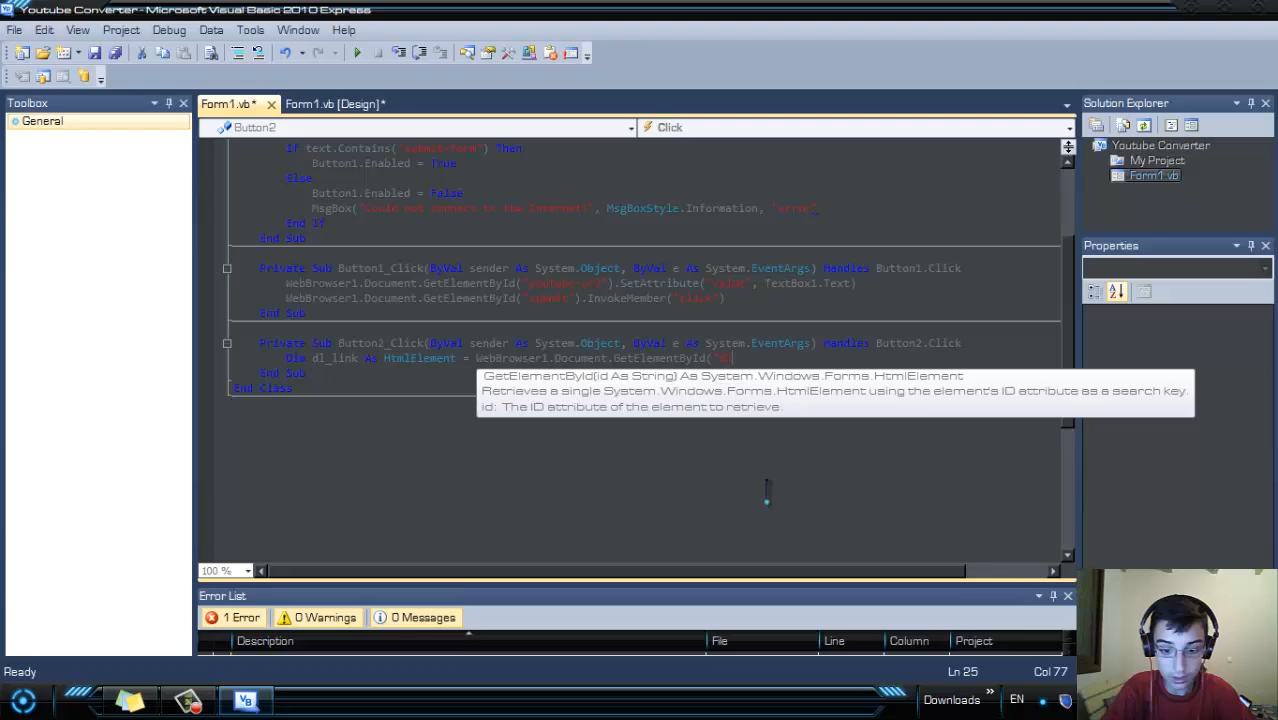 Youtube Converter - Microsoft Visual Basic 2010 Express
File Edit View Project Debug Data Tools Window Help
Toolbox
General
Form1.vb* Form1.vb [Design]*
Button2 Click
If text.Contains("submit-form") Then
Button1.Enabled = True
Else
Button1.Enabled = False
MsgBox("Could not connect to the Internet!", MsgBoxStyle.Information, "error"
End If
End Sub
Private Sub Button1_Click(ByVal sender As System.Object, ByVal e As System.EventArgs) Handles Button1.Click
WebBrowser1.Document.GetElementById("youtube-url").SetAttribute("value", TextBox1.Text)
WebBrowser1.Document.GetElementById("submit").InvokeMember("click")
End Sub
Private Sub Button2_Click(ByVal sender As System.Object, ByVal e As System.EventArgs) Handles Button2.Click
Dim dl_link As HtmlElement = WebBrowser1.Document.GetElementById("dl
End Sub
End Class
GetElementById(id As String) As System.Windows.Forms.HtmlElement
Retrieves a single System.Windows.Forms.HtmlElement using the element's ID attribute as a search key.
id: The ID attribute of the element to retrieve.
100 %
Solution Explorer
Youtube Converter
My Project
Form1.vb
Properties
Error List
1 Error 0 Warnings 0 Messages
Description File Line Column Project
Ready Ln 25 Col 77
Downloads » EN